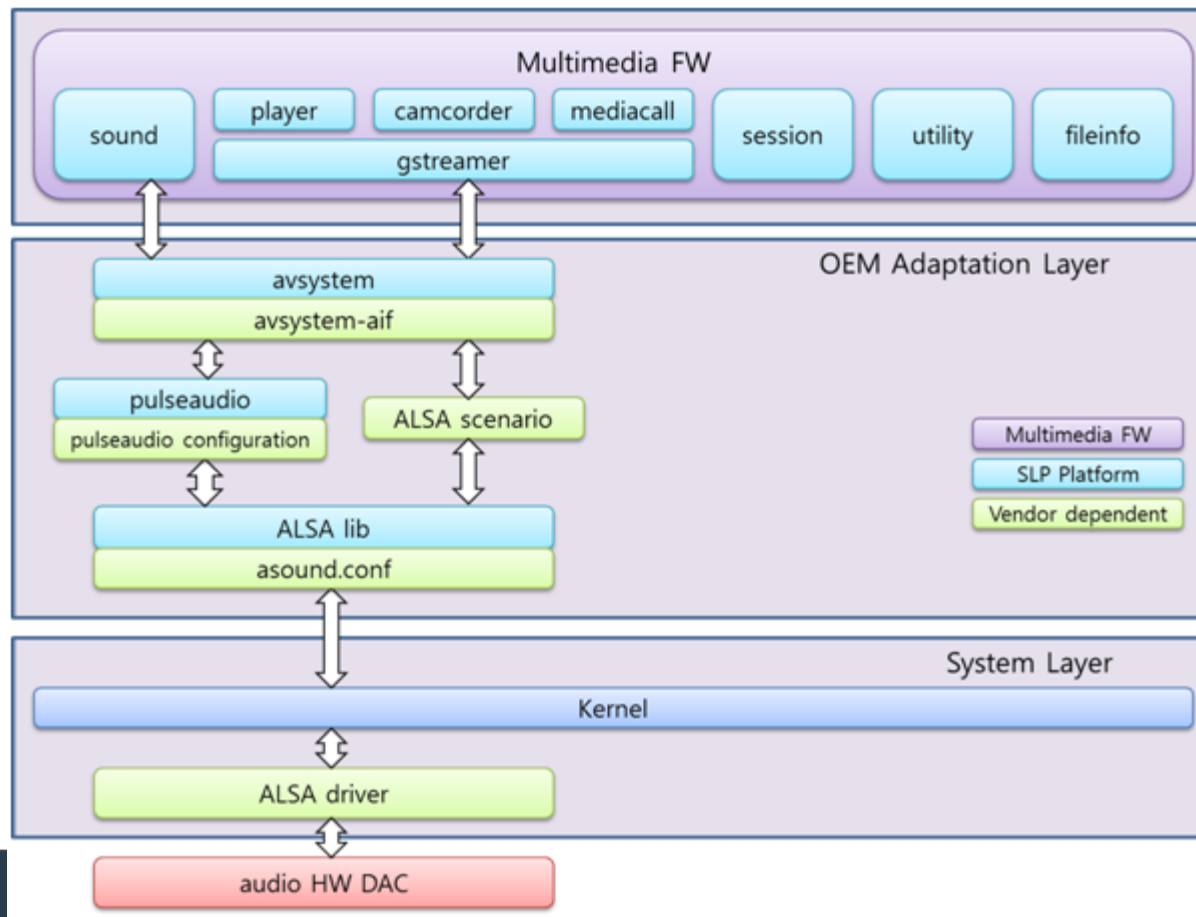 Multimedia FW
sound
player
camcorder
mediacall
gstreamer
session
utility
fileinfo
OEM Adaptation Layer
avsystem
avsystem-aif
pulseaudio
pulseaudio configuration
ALSA scenario
ALSA lib
asound.conf
Multimedia FW
SLP Platform
Vendor dependent
System Layer
Kernel
ALSA driver
audio HW DAC